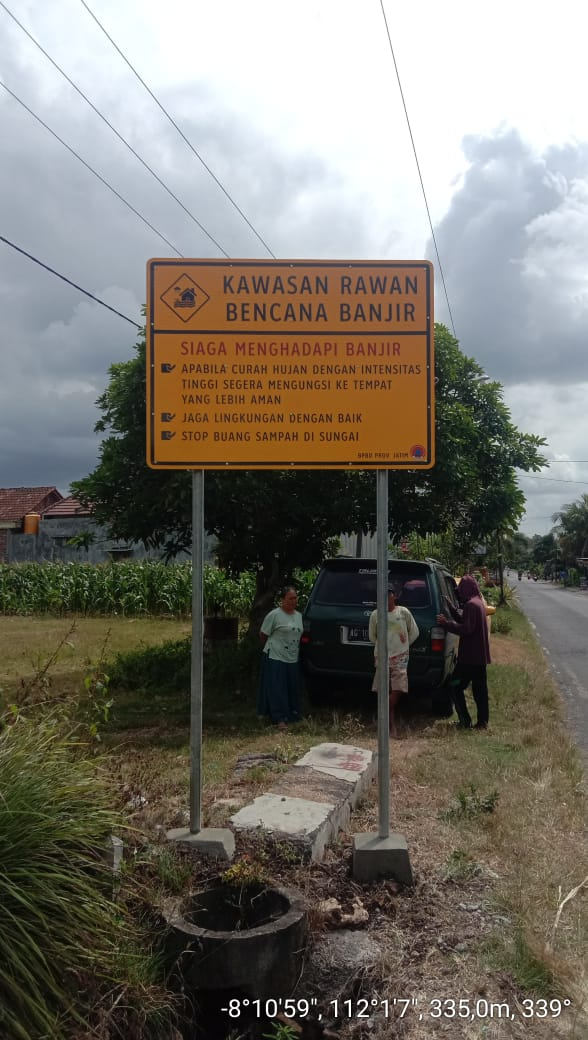 KAWASAN RAWAN
BENCANA BANJIR
SIAGA MENGHADAPI BANJIR
APABILA CURAH HUJAN DENGAN INTENSITAS
TINGGI SEGERA MENGUNGSI KE TEMPAT
YANG LEBIH AMAN
JAGA LINGKUNGAN DENGAN BAIK
STOP BUANG SAMPAH DI SUNGAI
BPBD PROV. JATIM
AG 10
-8°10'59", 112°1'7", 335,0m, 339°